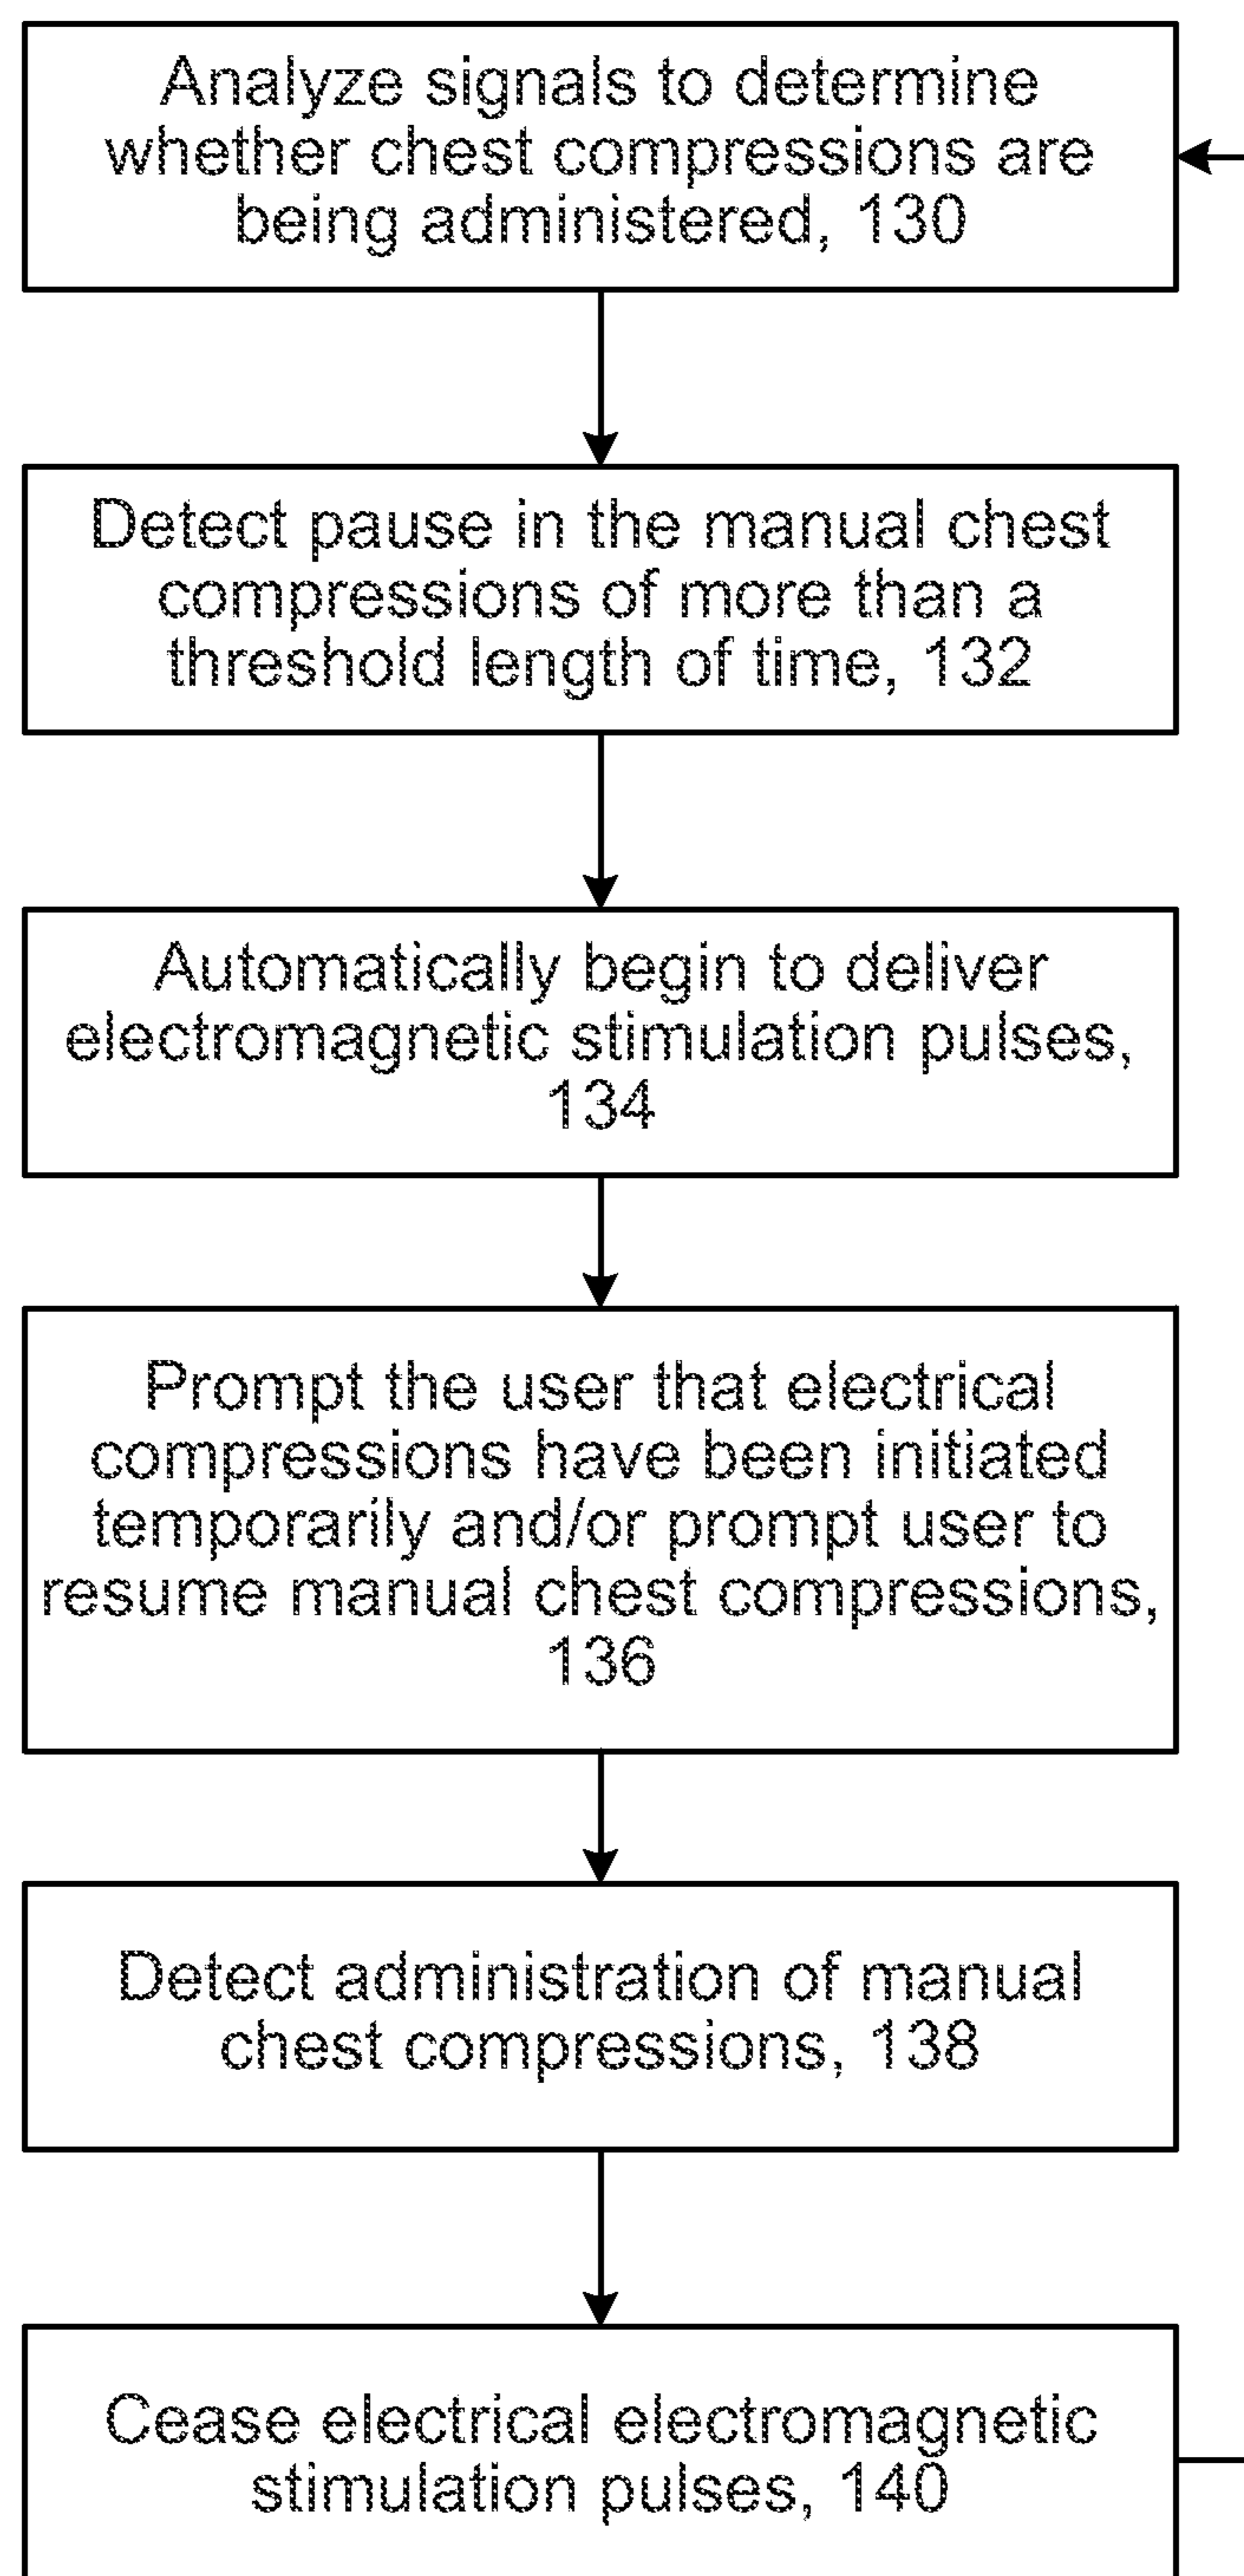 Analyze signals to determine
whether chest compressions are
being administered, 130
Detect pause in the manual chest
compressions of more than a
threshold length of time, 132
Automatically begin to deliver
electromagnetic stimulation pulses,
134
Prompt the user that electrical
compressions have been initiated
temporarily and/or prompt user to
resume manual chest compressions,
136
Detect administration of manual
chest compressions, 138
Cease electrical electromagnetic
stimulation pulses, 140